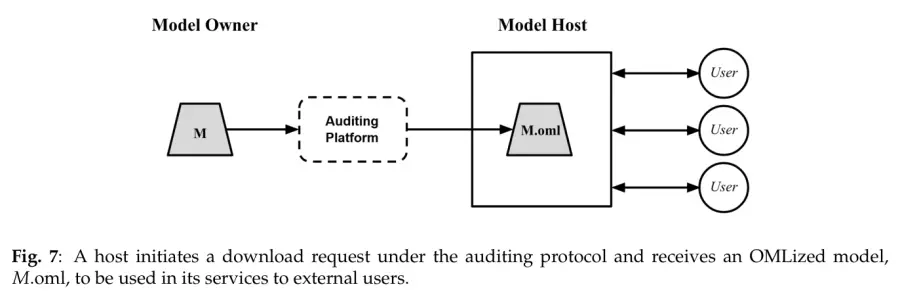 Model Owner
Model Host
M
Auditing
Platform
M.oml
User
User
User
Fig. 7: A host initiates a download request under the auditing protocol and receives an OMLized model,
M.oml, to be used in its services to external users.